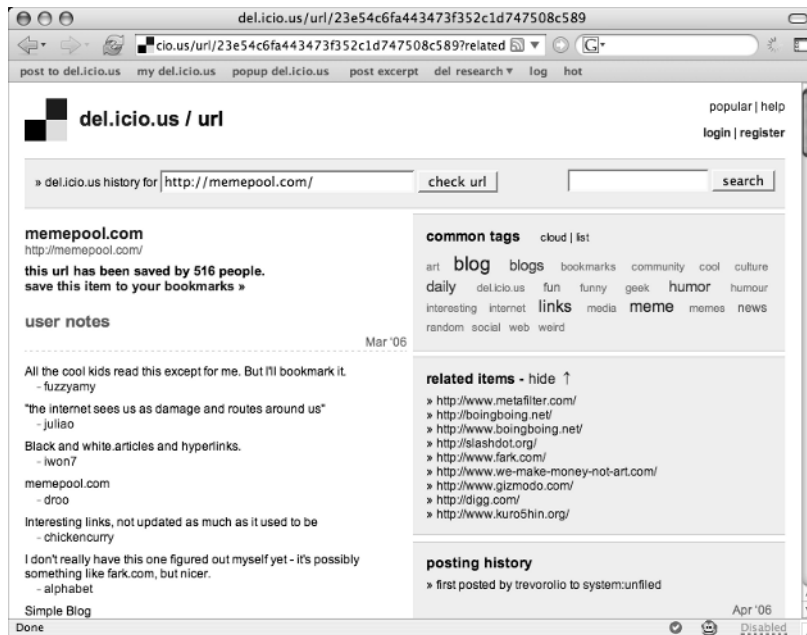 del.icio.us/url/23e54c6fa443473f352c1d747508c589
cio.us/url/23e54c6fa443473f352c1d747508c589?related
G
post to del.icio.us my del.icio.us popup del.icio.us post excerpt del research log hot
del.icio.us / url
popular | help
login | register
» del.icio.us history for http://memepool.com/ check url search
memepool.com
http://memepool.com/
this url has been saved by 516 people.
save this item to your bookmarks »
user notes
Mar '06
All the cool kids read this except for me. But I'll bookmark it.
- fuzzyamy
"the internet sees us as damage and routes around us"
- juliao
Black and white.articles and hyperlinks.
- iwon7
memepool.com
- droo
Interesting links, not updated as much as it used to be
- chickencurry
I don't really have this one figured out myself yet - it's possibly
something like fark.com, but nicer.
- alphabet
Simple Blog
common tags cloud | list
art blog blogs bookmarks community cool culture
daily del.icio.us fun funny geek humor humour
interesting internet links media meme memes news
random social web weird
related items - hide ↑
» http://www.metafilter.com/
» http://boingboing.net/
» http://www.boingboing.net/
» http://slashdot.org/
» http://www.fark.com/
» http://www.we-make-money-not-art.com/
» http://www.gizmodo.com/
» http://digg.com/
» http://www.kuro5hin.org/
posting history
» first posted by trevorolio to system:unfiled
Apr '06
Done
Disabled